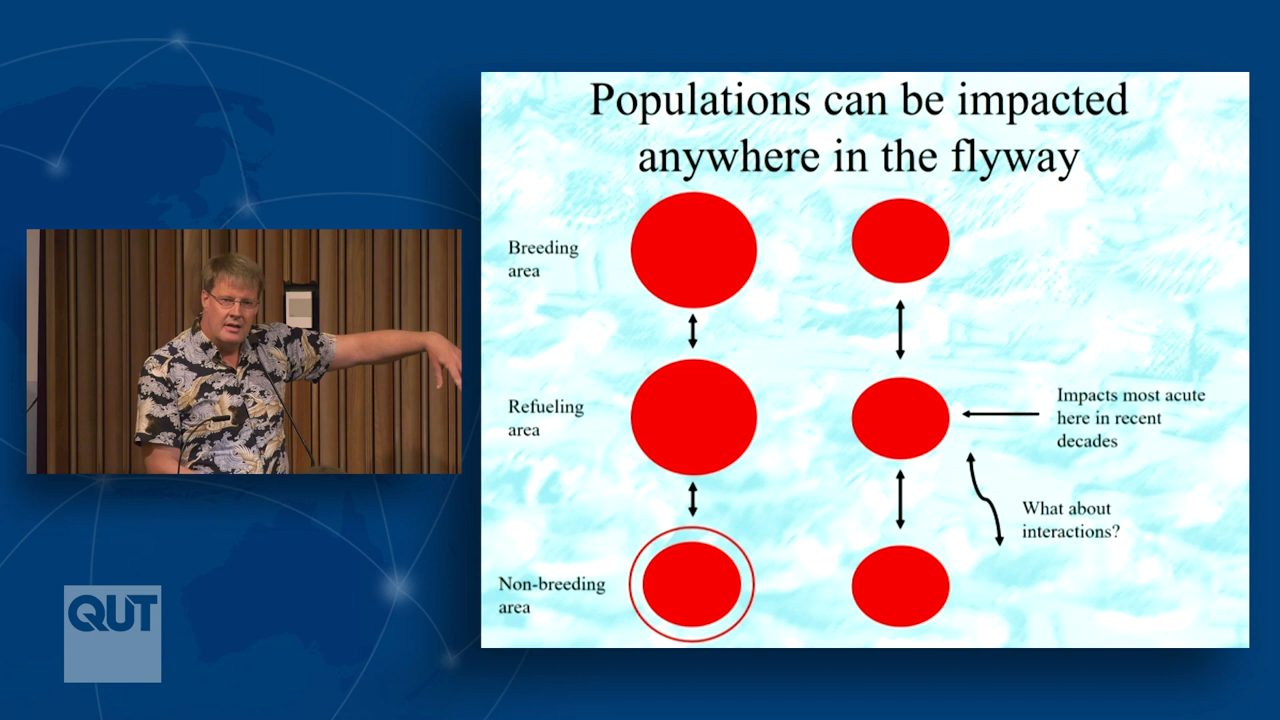 Populations can be impacted
anywhere in the flyway
Breeding
area
Refueling
area
Impacts most acute
here in recent
decades
What about
interactions?
Non-breeding
area
QUT